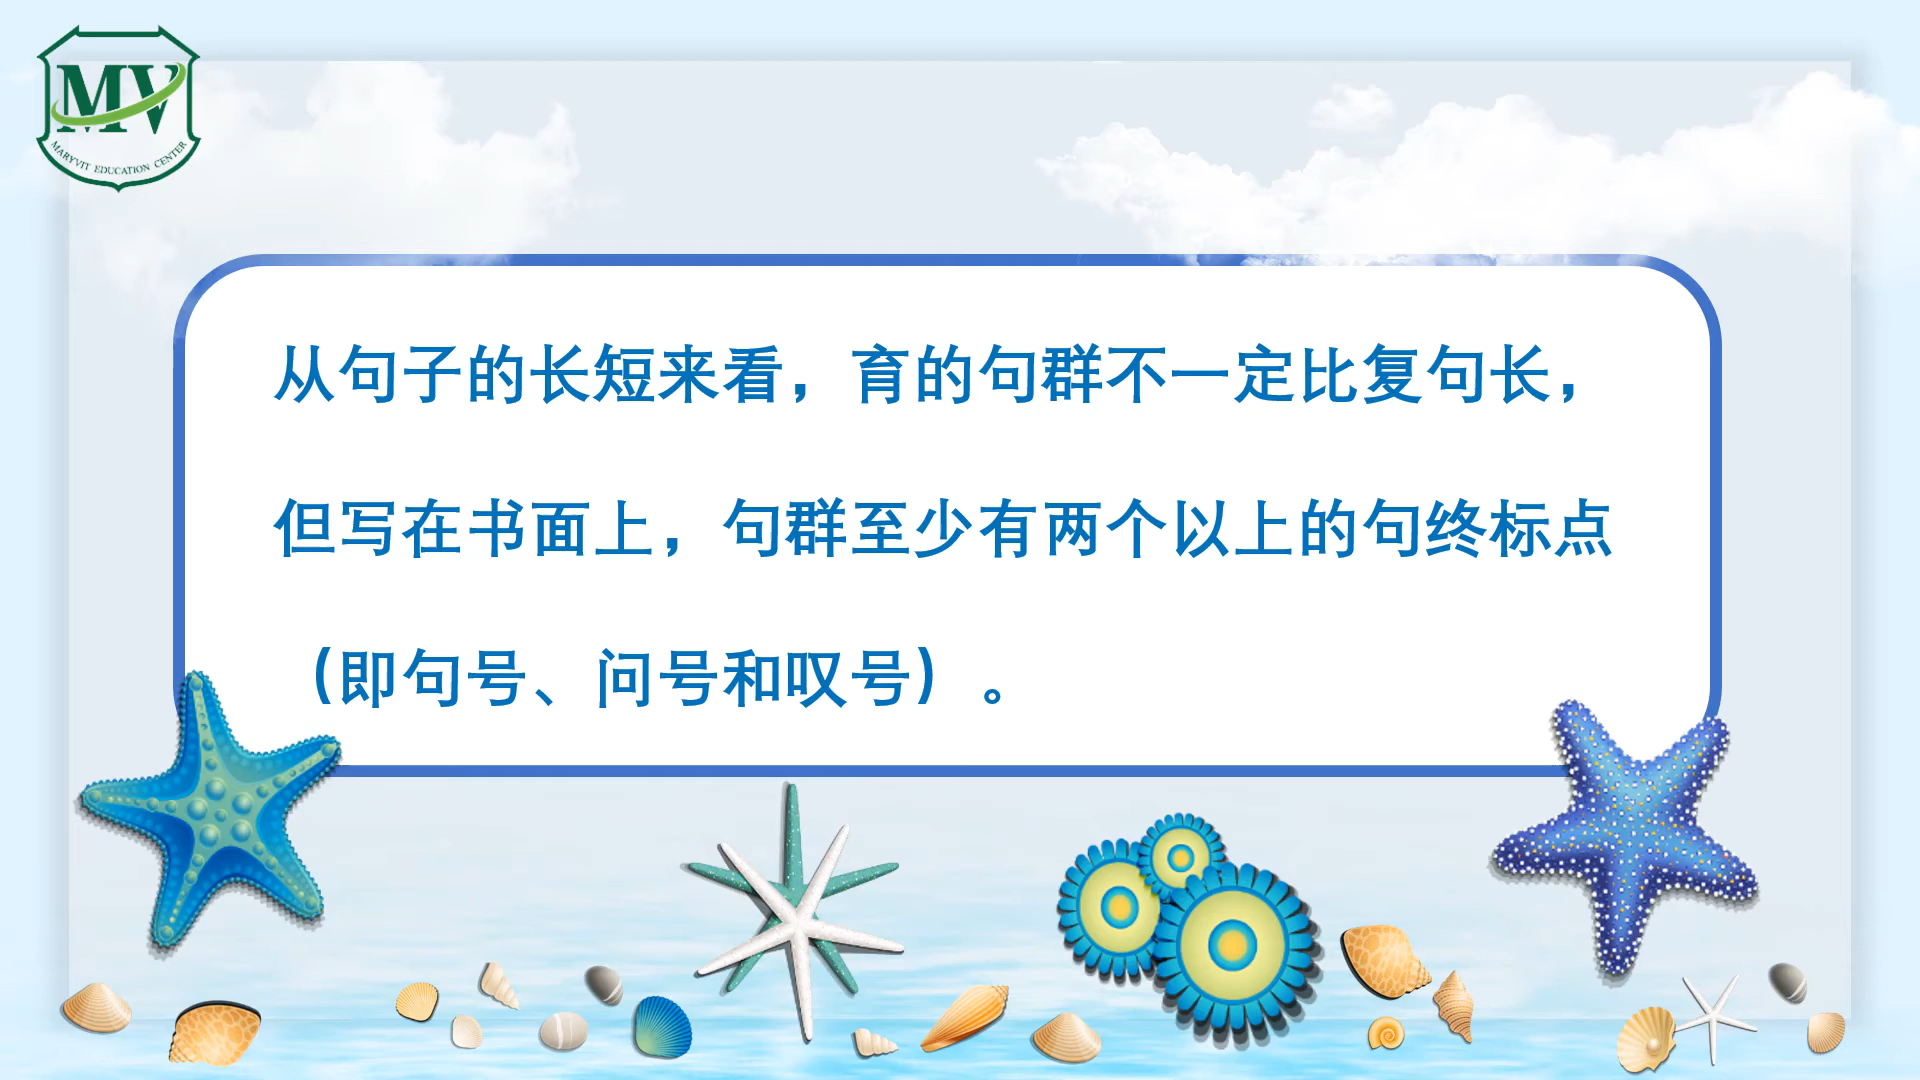 MV
MARYVIT EDUCATION CENTER
从句子的长短来看，育的句群不一定比复句长，
但写在书面上，句群至少有两个以上的句终标点
（即句号、问号和叹号）。